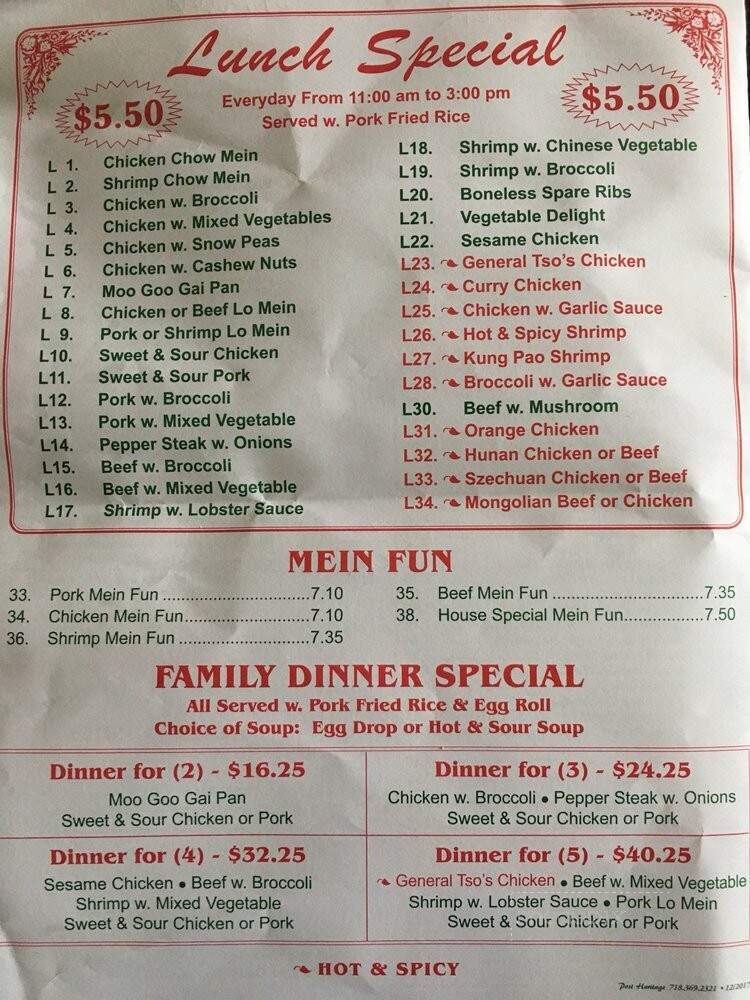 Lunch Special
$5.50
Everyday From 11:00 am to 3:00 pm
Served w. Pork Fried Rice
$5.50
L 1. Chicken Chow Mein
L 2. Shrimp Chow Mein
L 3. Chicken w. Broccoli
L 4. Chicken w. Mixed Vegetables
L 5. Chicken w. Snow Peas
L 6. Chicken w. Cashew Nuts
L 7. Moo Goo Gai Pan
L 8. Chicken or Beef Lo Mein
L 9. Pork or Shrimp Lo Mein
L10. Sweet & Sour Chicken
L11. Sweet & Sour Pork
L12. Pork w. Broccoli
L13. Pork w. Mixed Vegetable
L14. Pepper Steak w. Onions
L15. Beef w. Broccoli
L16. Beef w. Mixed Vegetable
L17. Shrimp w. Lobster Sauce
L18. Shrimp w. Chinese Vegetable
L19. Shrimp w. Broccoli
L20. Boneless Spare Ribs
L21. Vegetable Delight
L22. Sesame Chicken
L23. General Tso's Chicken
L24. Curry Chicken
L25. Chicken w. Garlic Sauce
L26. Hot & Spicy Shrimp
L27. Kung Pao Shrimp
L28. Broccoli w. Garlic Sauce
L30. Beef w. Mushroom
L31. Orange Chicken
L32. Hunan Chicken or Beef
L33. Szechuan Chicken or Beef
L34. Mongolian Beef or Chicken
MEIN FUN
33. Pork Mein Fun ................................7.10
34. Chicken Mein Fun...........................7.10
36. Shrimp Mein Fun ............................7.35
35. Beef Mein Fun ................................7.35
38. House Special Mein Fun.................7.50
FAMILY DINNER SPECIAL
All Served w. Pork Fried Rice & Egg Roll
Choice of Soup: Egg Drop or Hot & Sour Soup
Dinner for (2) - $16.25
Moo Goo Gai Pan
Sweet & Sour Chicken or Pork
Dinner for (3) - $24.25
Chicken w. Broccoli • Pepper Steak w. Onions
Sweet & Sour Chicken or Pork
Dinner for (4) - $32.25
Sesame Chicken • Beef w. Broccoli
Shrimp w. Mixed Vegetable
Sweet & Sour Chicken or Pork
Dinner for (5) - $40.25
General Tso's Chicken • Beef w. Mixed Vegetable
Shrimp w. Lobster Sauce • Pork Lo Mein
Sweet & Sour Chicken or Pork
HOT & SPICY
718.369.2321 • 12/2017